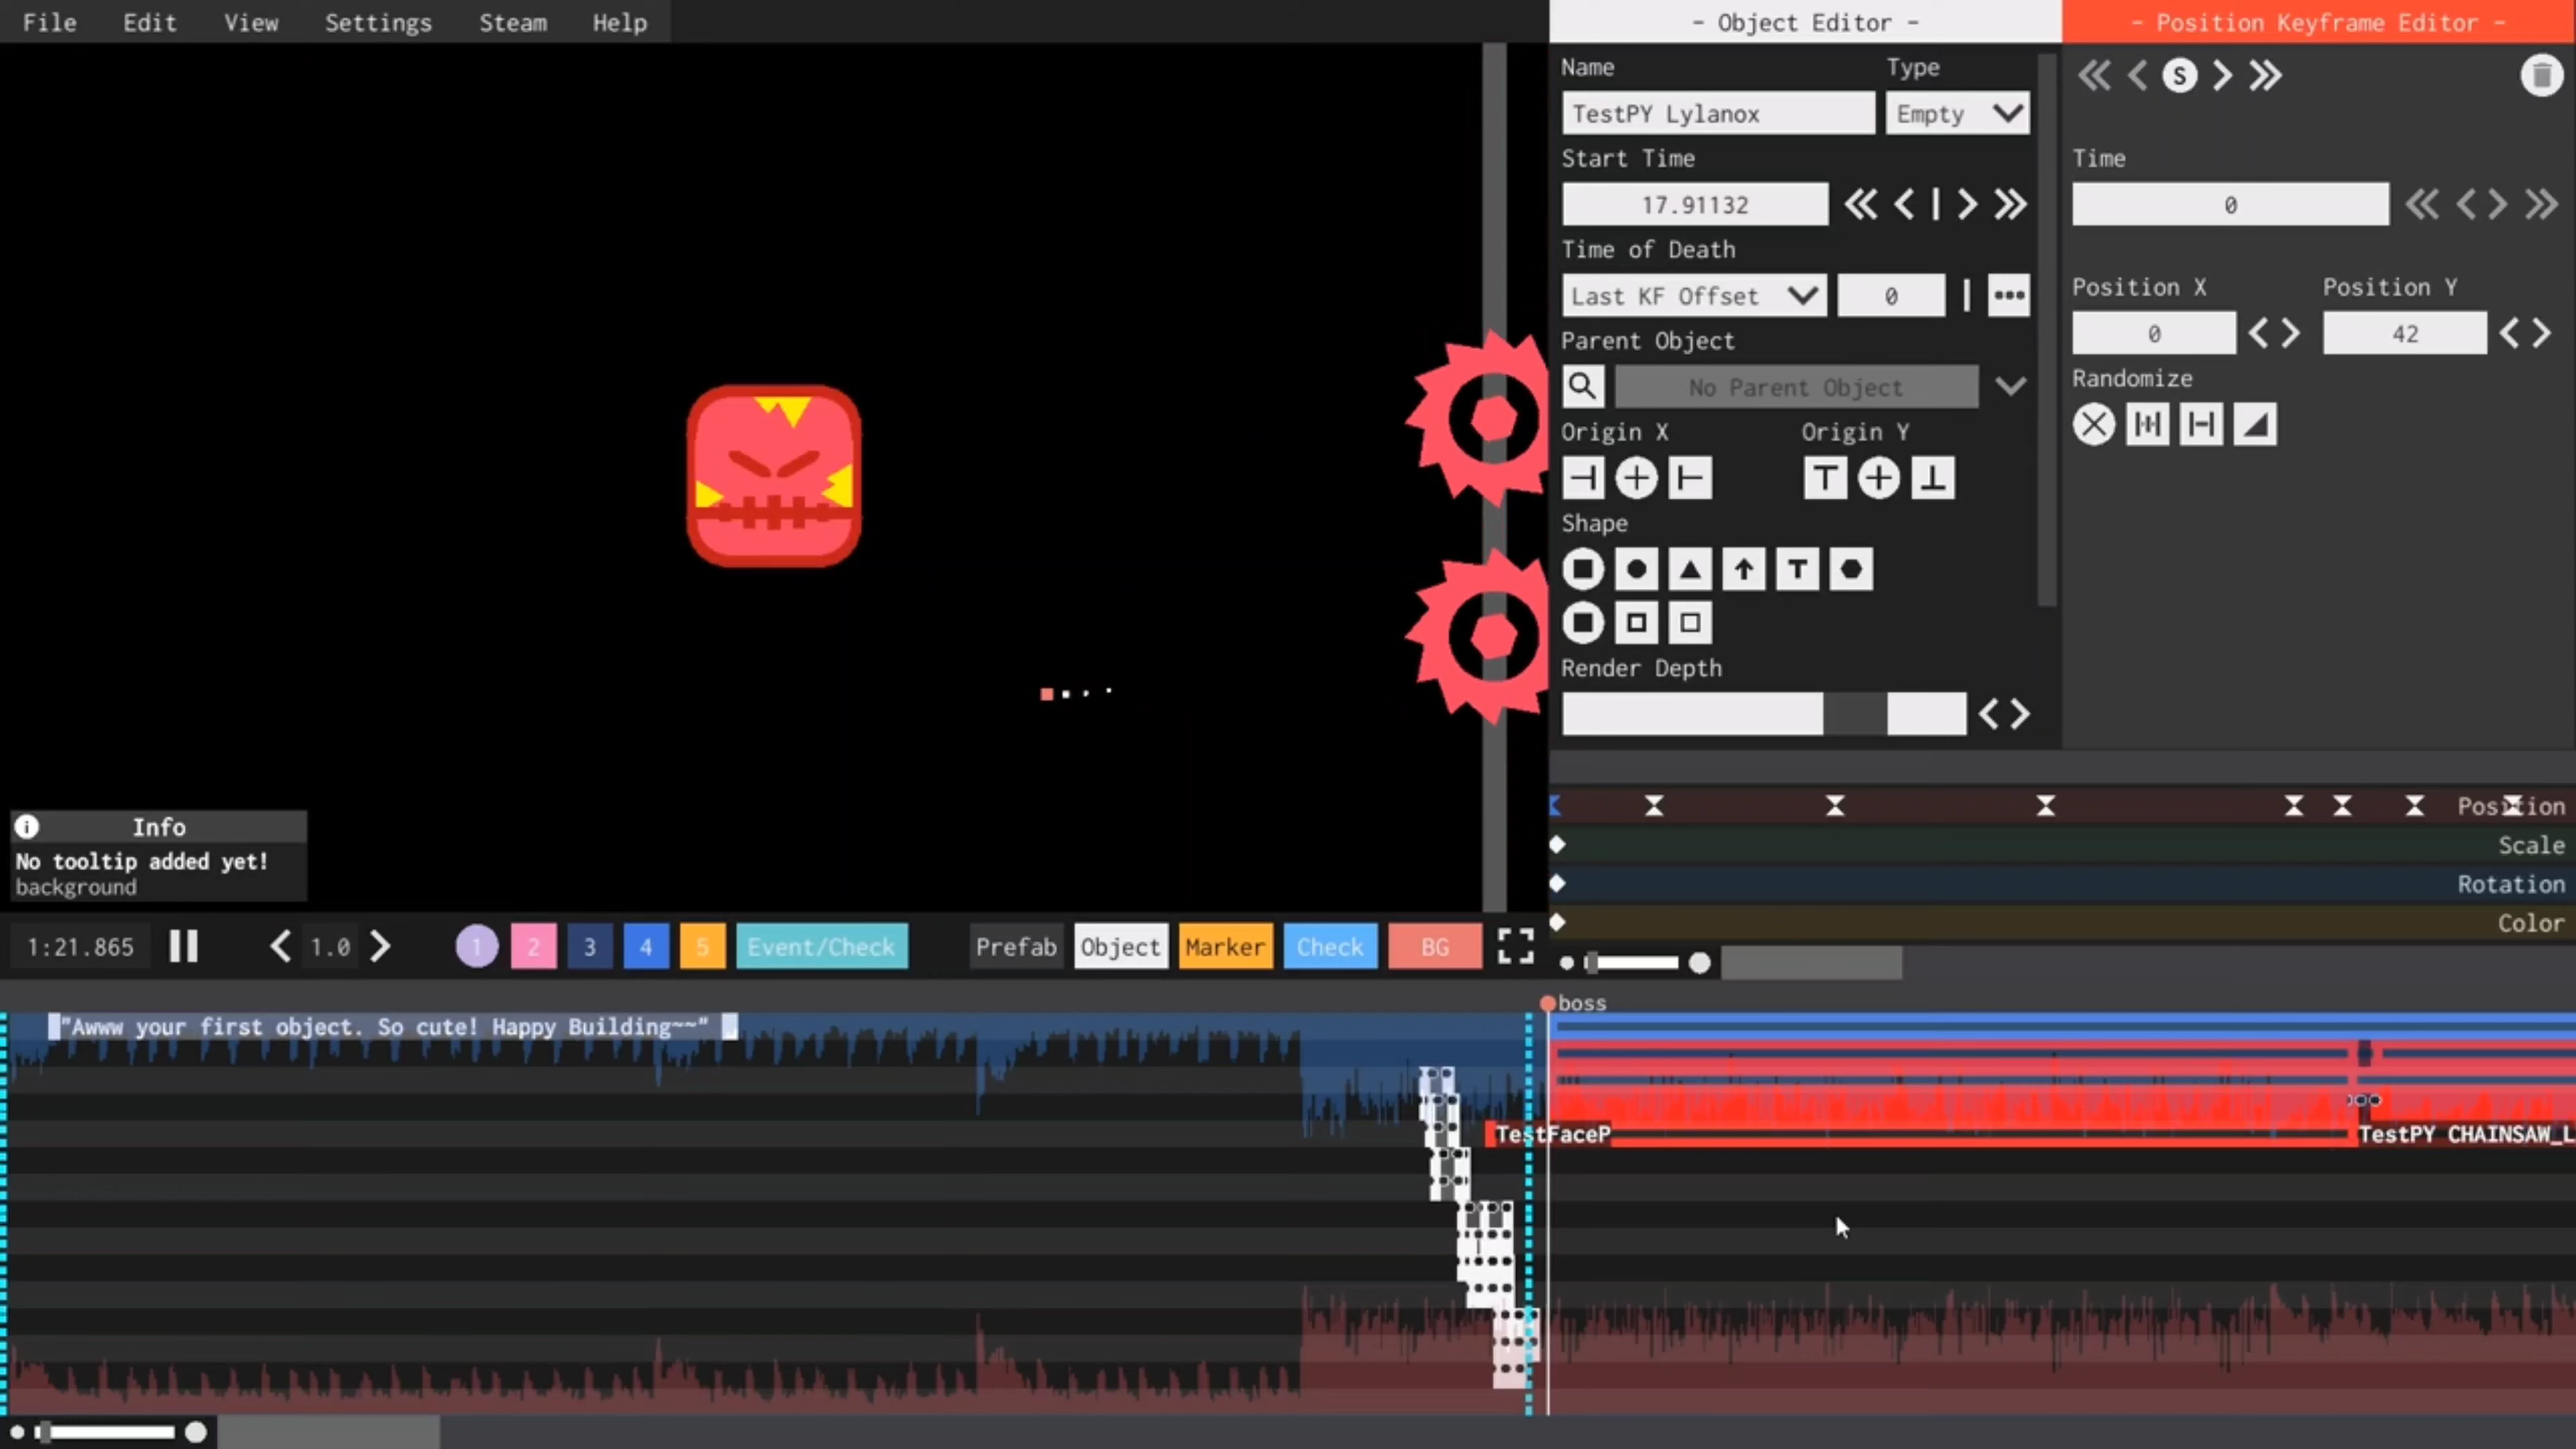 File Edit View Settings Steam Help
- Object Editor -
- Position Keyframe Editor -
Name
Type
TestPY Lylanox
Empty
S
Start Time
17.91132
Time
0
Time of Death
Last KF Offset
0
Position X
Position Y
0
42
Parent Object
No Parent Object
Randomize
Origin X
Origin Y
Shape
Render Depth
Info
No tooltip added yet!
background
Position
Scale
Rotation
Color
1:21.865
1.0
1 2 3 4 5
Event/Check
Prefab Object Marker Check BG
boss
"Awww your first object. So cute! Happy Building~~"
TestFaceP
TestPY CHAINSAW_L